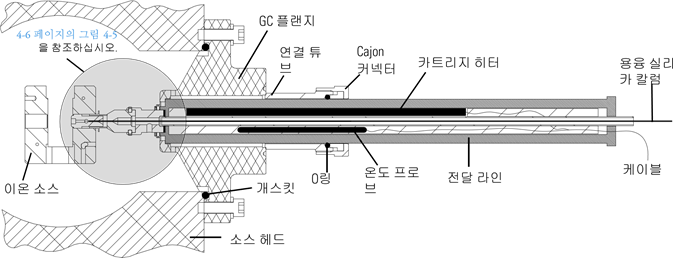 4-6 페이지의 그림 4-5
을 참조하십시오.
GC 플랜지
연결 튜
브
Cajon
커넥터
카트리지 히터
용융 실리
카 칼럼
이온 소스
개스킷
O링
온도 프로
브
전달 라인
케이블
소스 헤드